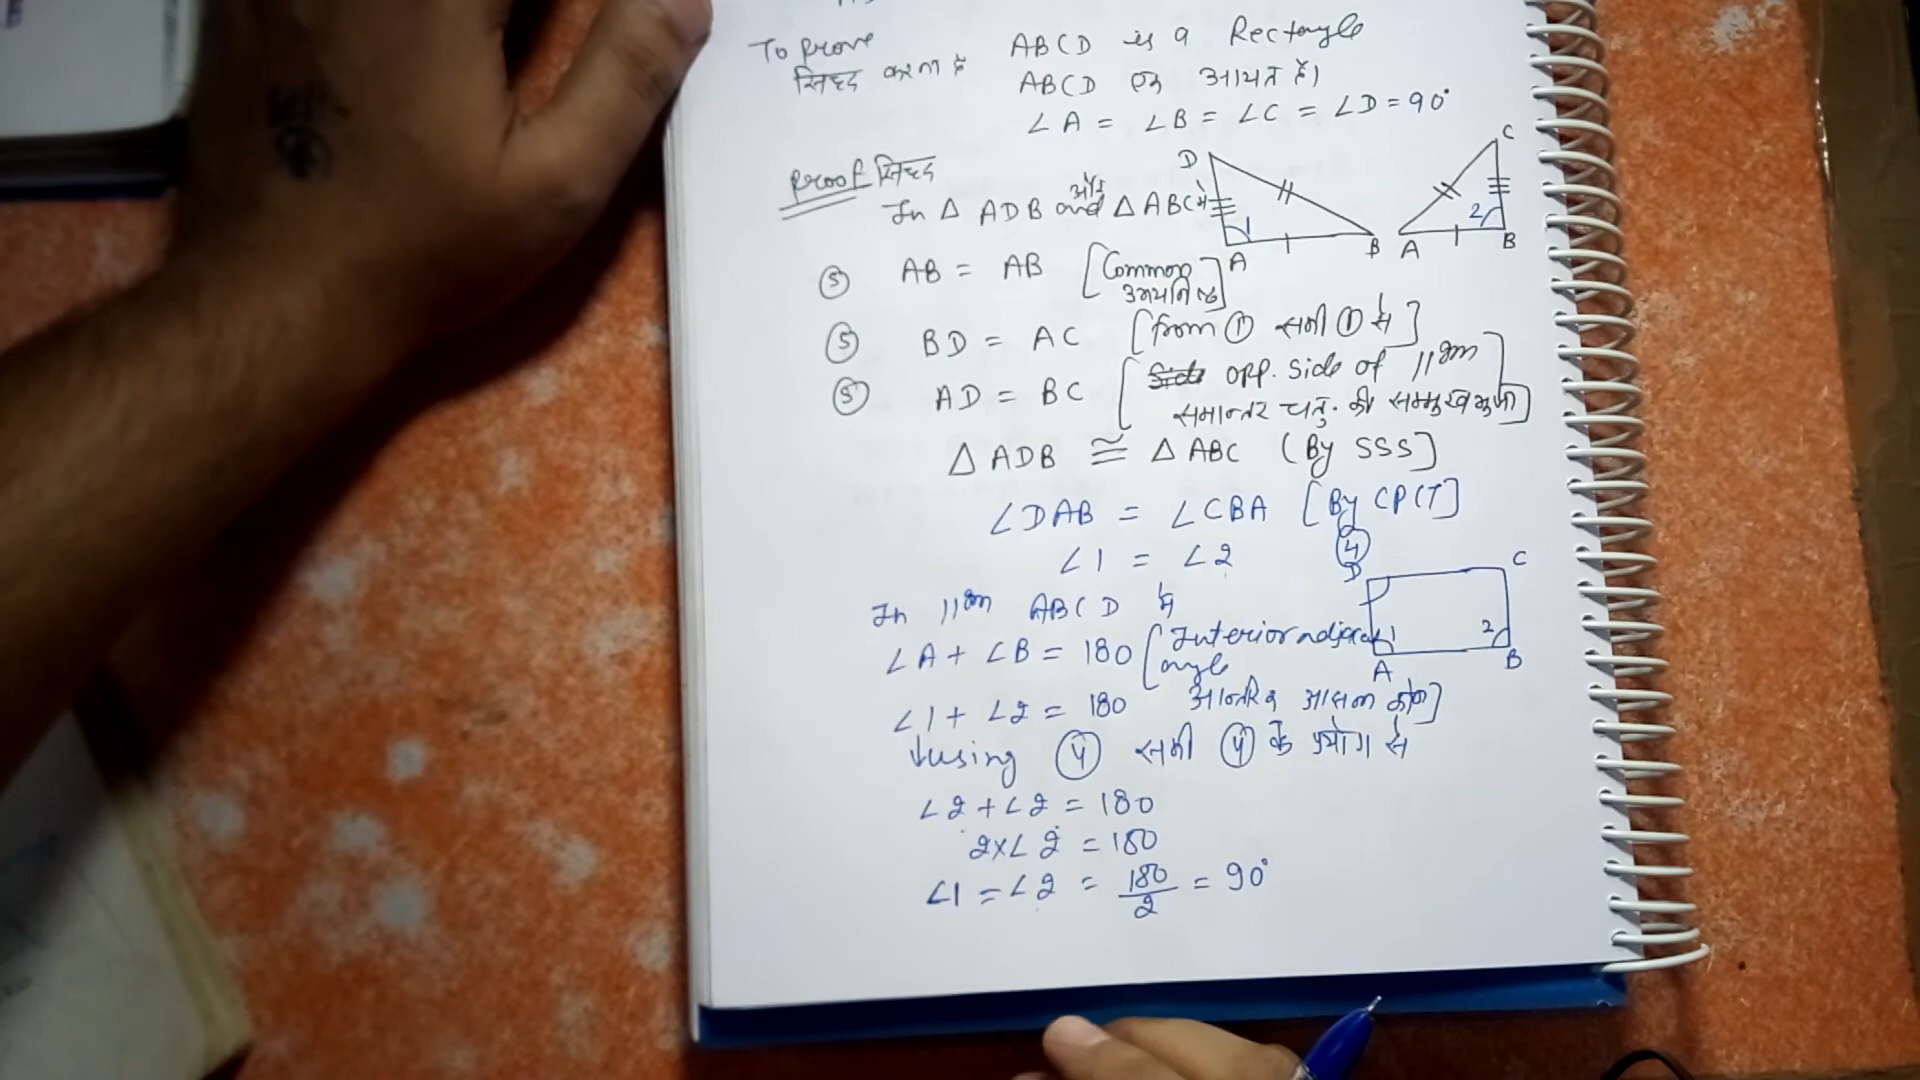 To prove ABCD is a Rectangle
सिद्ध करना है ABCD एक आयत है।
∠A = ∠B = ∠C = ∠D = 90°
Proof सिद्ध
In △ ADB and और △ ABC में
D A B
A B C
1 2
(S) AB = AB [Common उभयनिष्ठ]
(S) BD = AC [from ① समी ① से]
(S) AD = BC [opp. side of ||gm
समान्तर चतु. की सम्मुख भुजा]
△ ADB ≅ △ ABC (By SSS]
∠DAB = ∠CBA [By CPCT]
∠1 = ∠2 ④
In ||gm ABCD में
D C
A B
1 2
∠A + ∠B = 180 [Interior adjacent
angle
∠1 + ∠2 = 180 आन्तरिक आसन्न कोण]
using ④ समी ④ के प्रयोग से
∠2 + ∠2 = 180
2×∠2 = 180
∠1 = ∠2 = 180/2 = 90°